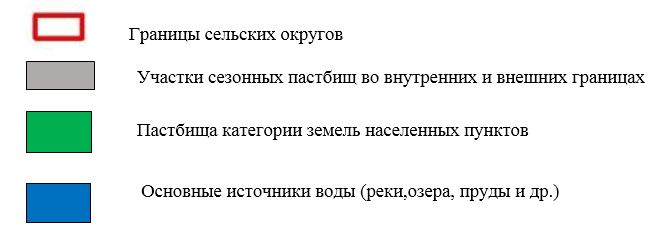 Границы сельских округов
Участки сезонных пастбищ во внутренних и внешних границах
Пастбища категории земель населенных пунктов
Основные источники воды (реки,озера, пруды и др.)